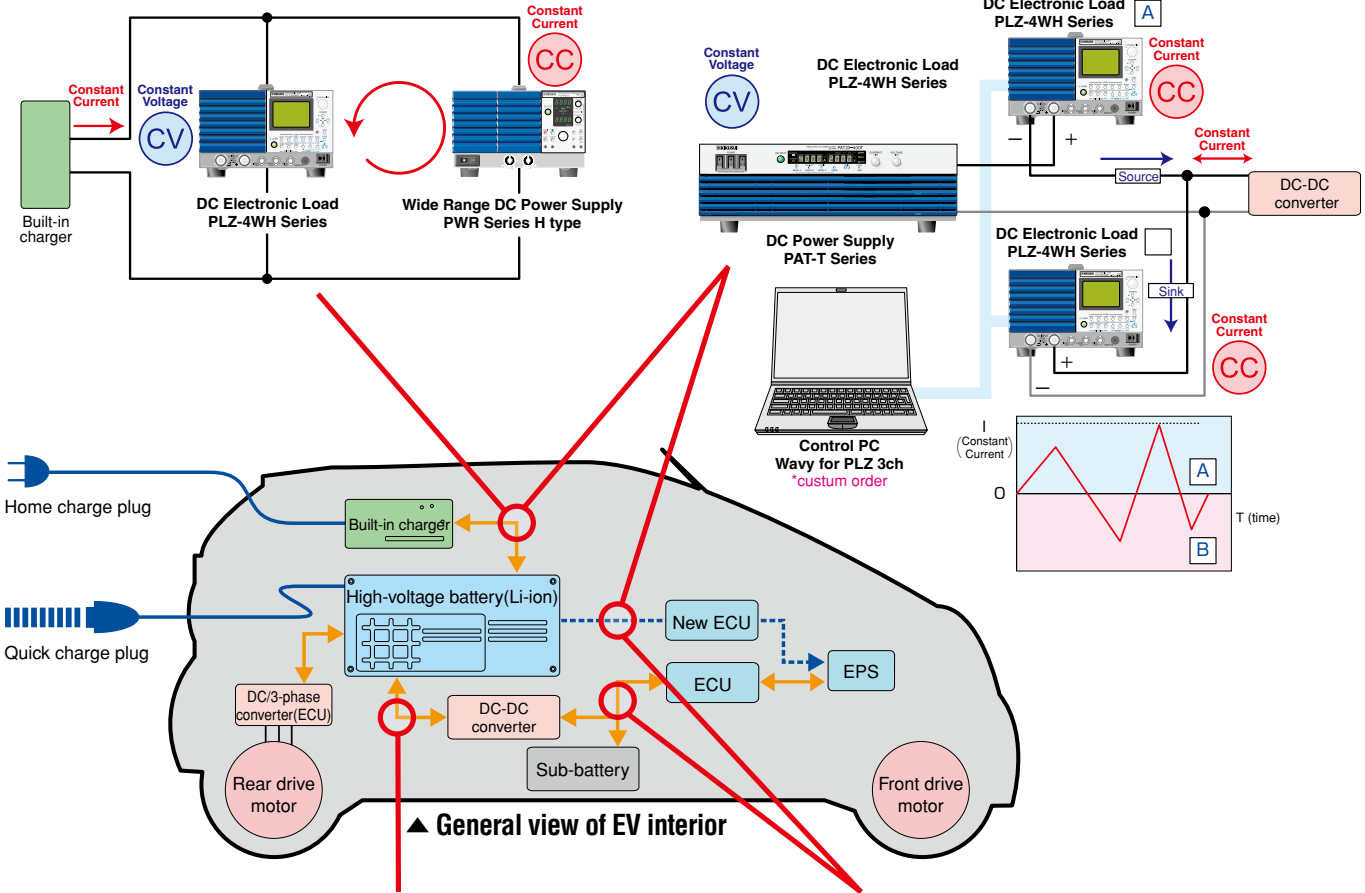 Constant
Current
CC
Constant
Current
Constant
Voltage
CV
Built-in
charger
DC Electronic Load
PLZ-4WH Series
Wide Range DC Power Supply
PWR Series H type
DC Electronic Load
PLZ-4WH Series
A
Constant
Voltage
CV
DC Electronic Load
PLZ-4WH Series
Constant
Current
CC
−
+
Source
Constant
Current
DC-DC
converter
DC Power Supply
PAT-T Series
DC Electronic Load
PLZ-4WH Series
Sink
Constant
Current
CC
+
−
Control PC
Wavy for PLZ 3ch
*custum order
I
(Constant
Current)
O
A
B
T (time)
Home charge plug
Quick charge plug
Built-in charger
High-voltage battery(Li-ion)
New ECU
ECU
EPS
DC/3-phase
converter(ECU)
DC-DC
converter
Sub-battery
Rear drive
motor
Front drive
motor
▲ General view of EV interior